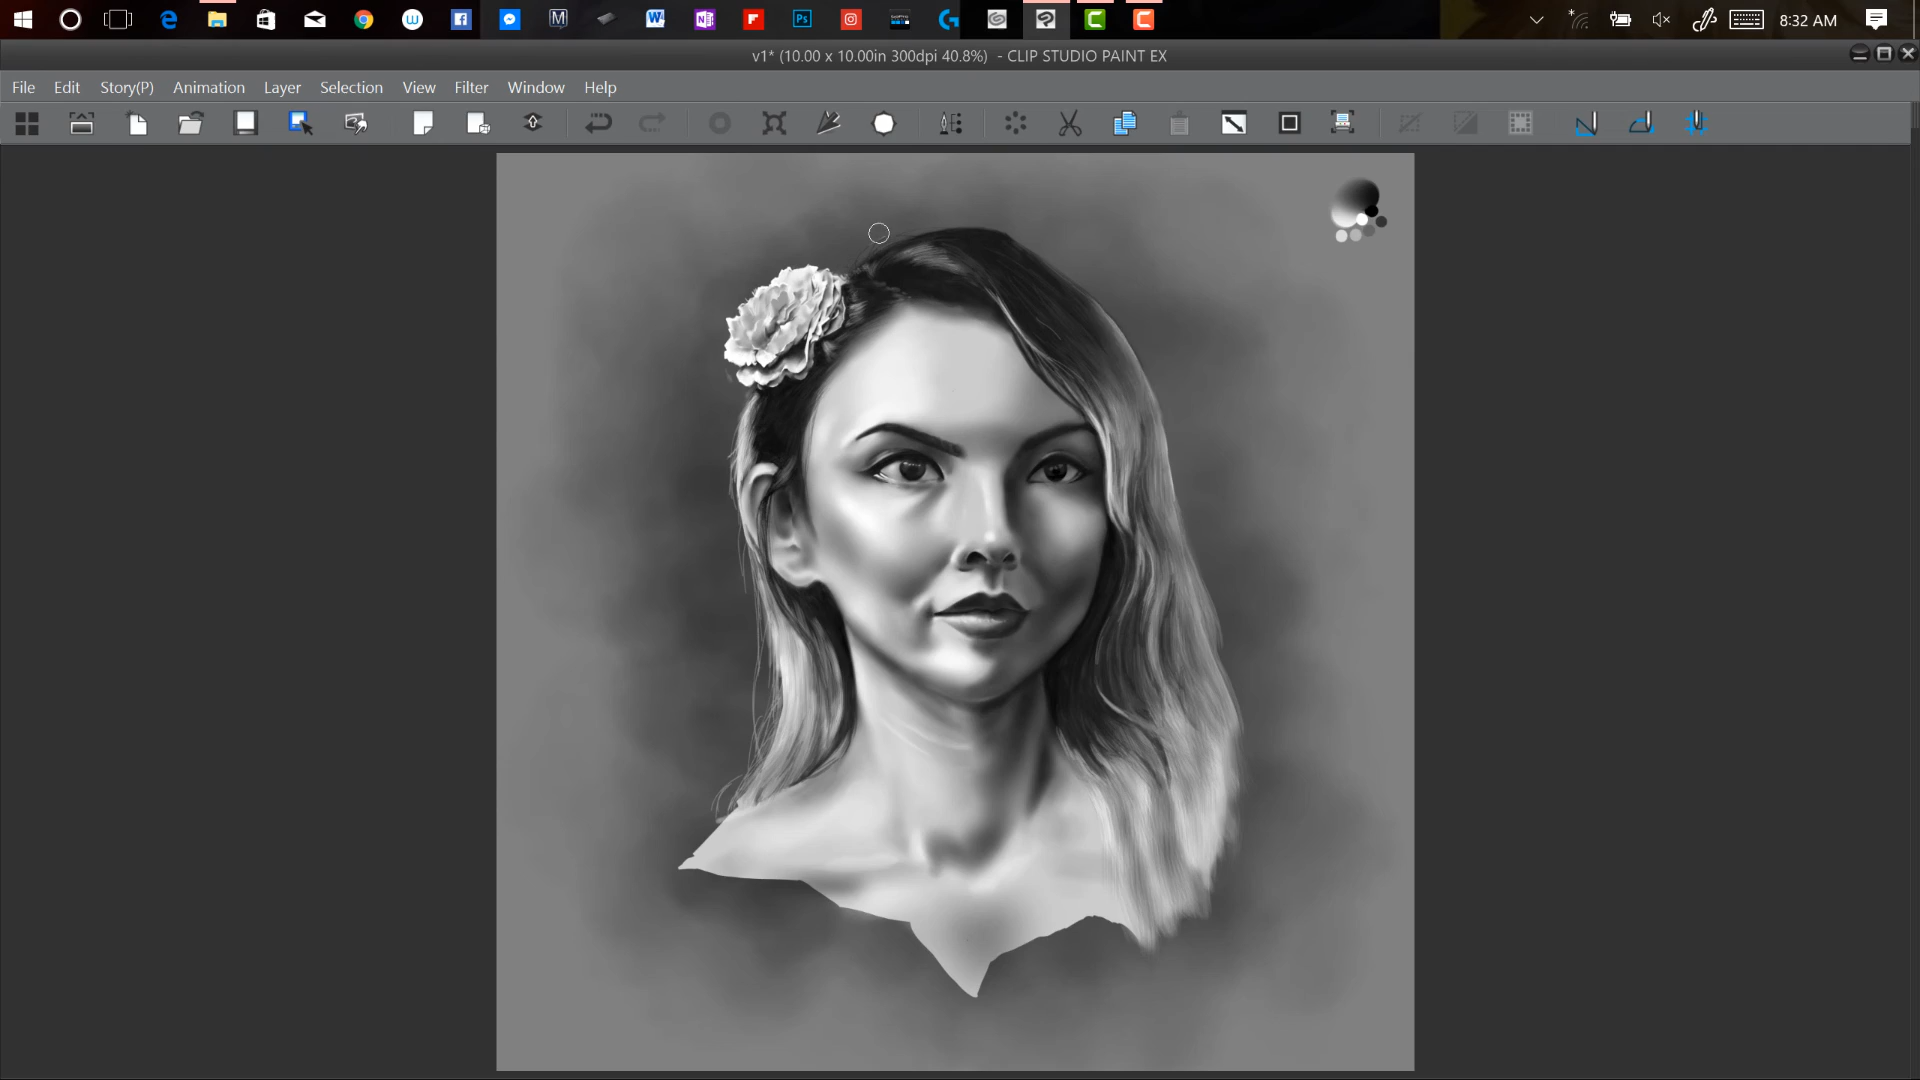 8:32 AM
v1* (10.00 x 10.00in 300dpi 40.8%) - CLIP STUDIO PAINT EX
File Edit Story(P) Animation Layer Selection View Filter Window Help